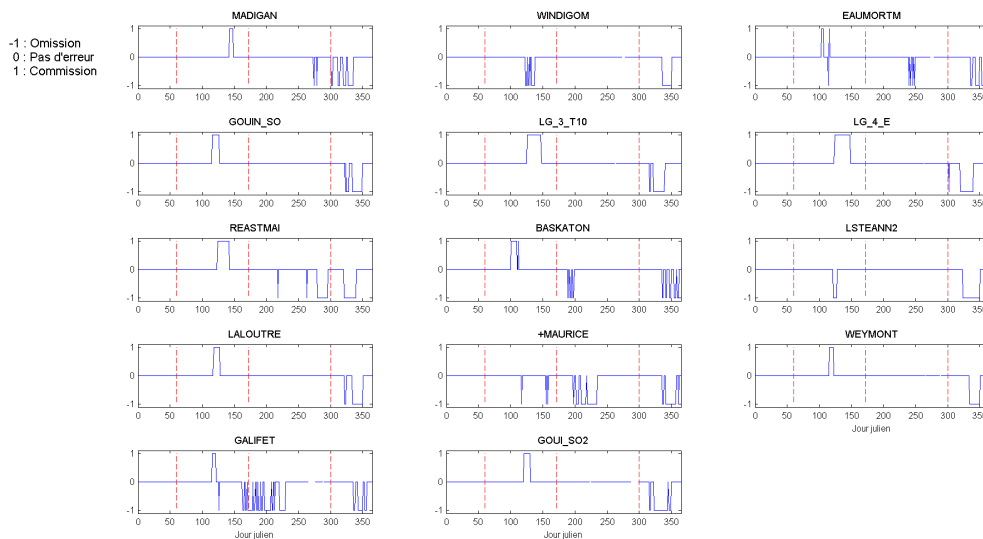 -1 : Omission
0 : Pas d'erreur
1 : Commission
MADIGAN
1
0
-1
0 50 100 150 200 250 300 350
WINDIGOM
1
0
-1
0 50 100 150 200 250 300 350
EAUMORTM
1
0
-1
0 50 100 150 200 250 300 350
GOUIN_SO
1
0
-1
0 50 100 150 200 250 300 350
LG_3_T10
1
0
-1
0 50 100 150 200 250 300 350
LG_4_E
1
0
-1
0 50 100 150 200 250 300 350
REASTMAI
1
0
-1
0 50 100 150 200 250 300 350
BASKATON
1
0
-1
0 50 100 150 200 250 300 350
LSTEANN2
1
0
-1
0 50 100 150 200 250 300 350
LALOUTRE
1
0
-1
0 50 100 150 200 250 300 350
+MAURICE
1
0
-1
0 50 100 150 200 250 300 350
WEYMONT
1
0
-1
0 50 100 150 200 250 300 350
Jour julien
GALIFET
1
0
-1
0 50 100 150 200 250 300 350
Jour julien
GOUI_SO2
1
0
-1
0 50 100 150 200 250 300 350
Jour julien